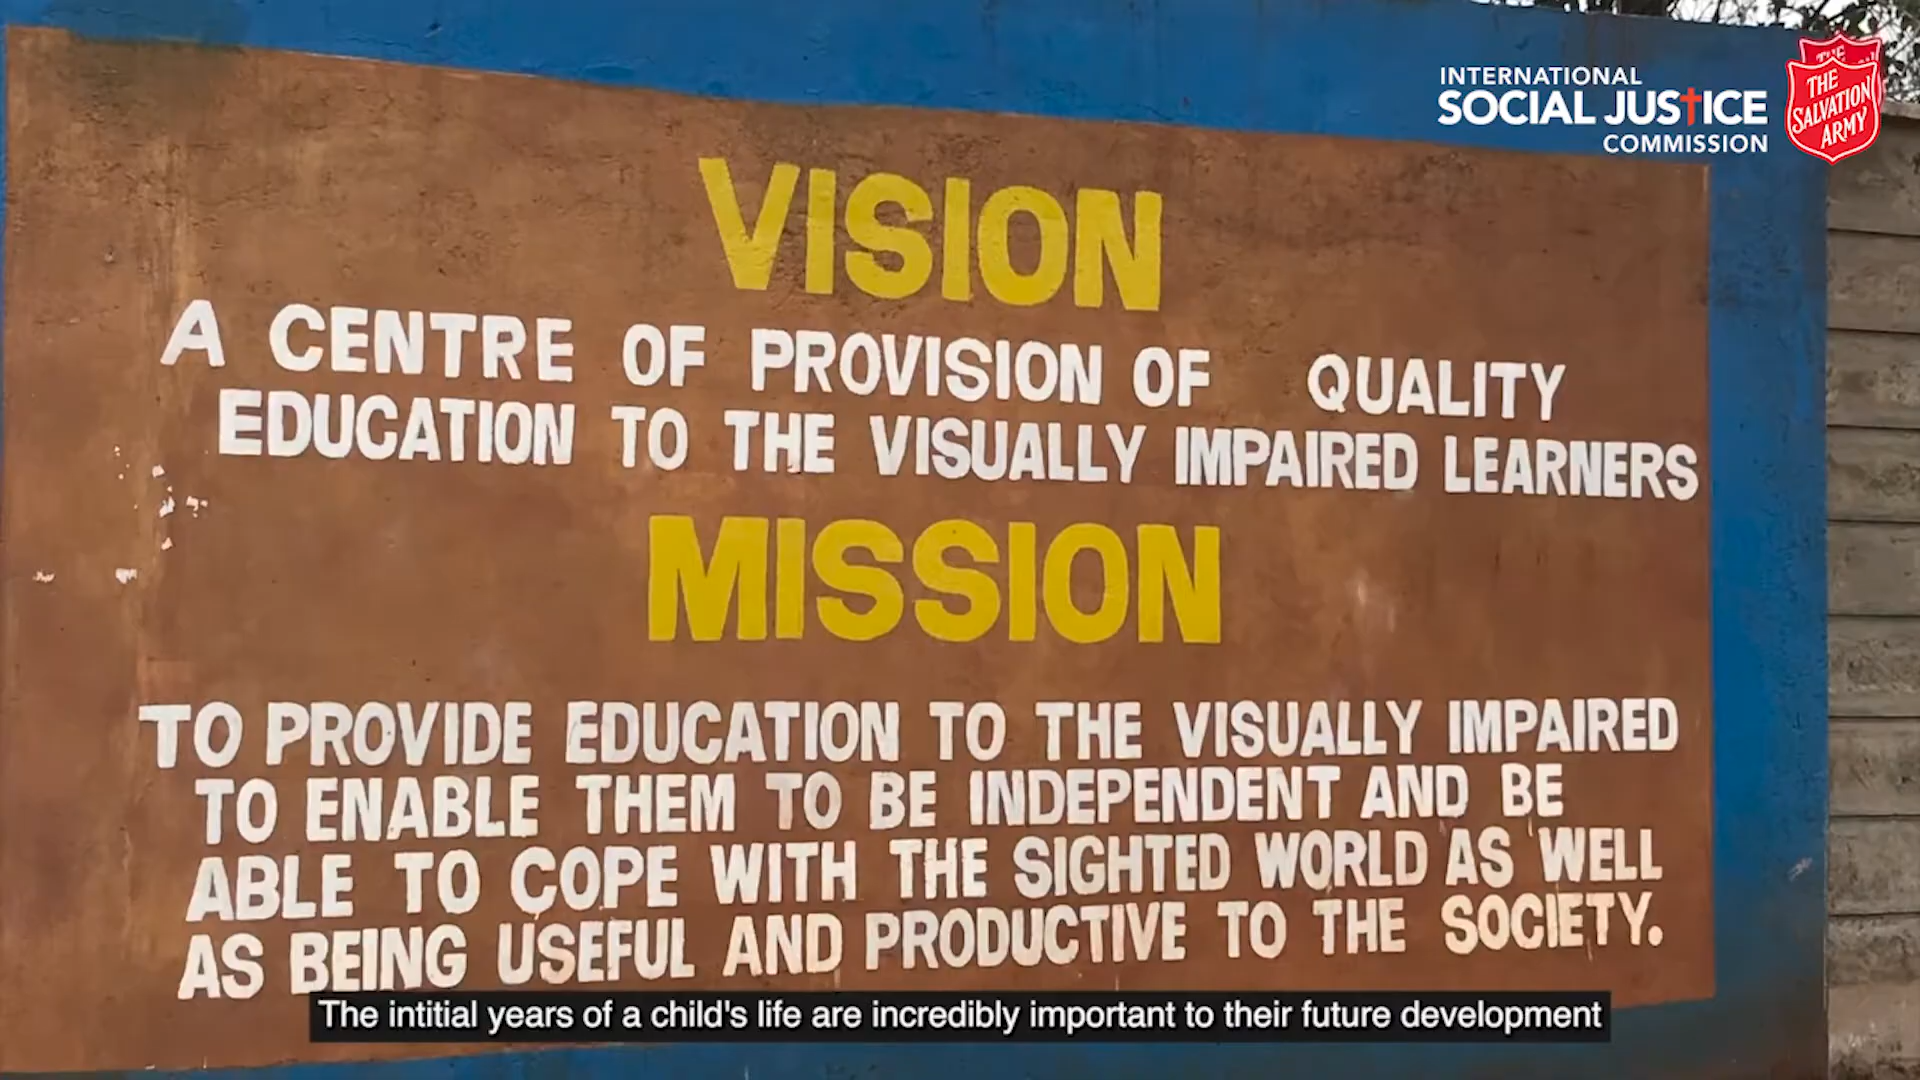 INTERNATIONAL
SOCIAL JUSTICE
COMMISSION
THE
SALVATION
ARMY
VISION
A CENTRE OF PROVISION OF QUALITY
EDUCATION TO THE VISUALLY IMPAIRED LEARNERS
MISSION
TO PROVIDE EDUCATION TO THE VISUALLY IMPAIRED
TO ENABLE THEM TO BE INDEPENDENT AND BE
ABLE TO COPE WITH THE SIGHTED WORLD AS WELL
AS BEING USEFUL AND PRODUCTIVE TO THE SOCIETY.
The intitial years of a child's life are incredibly important to their future development